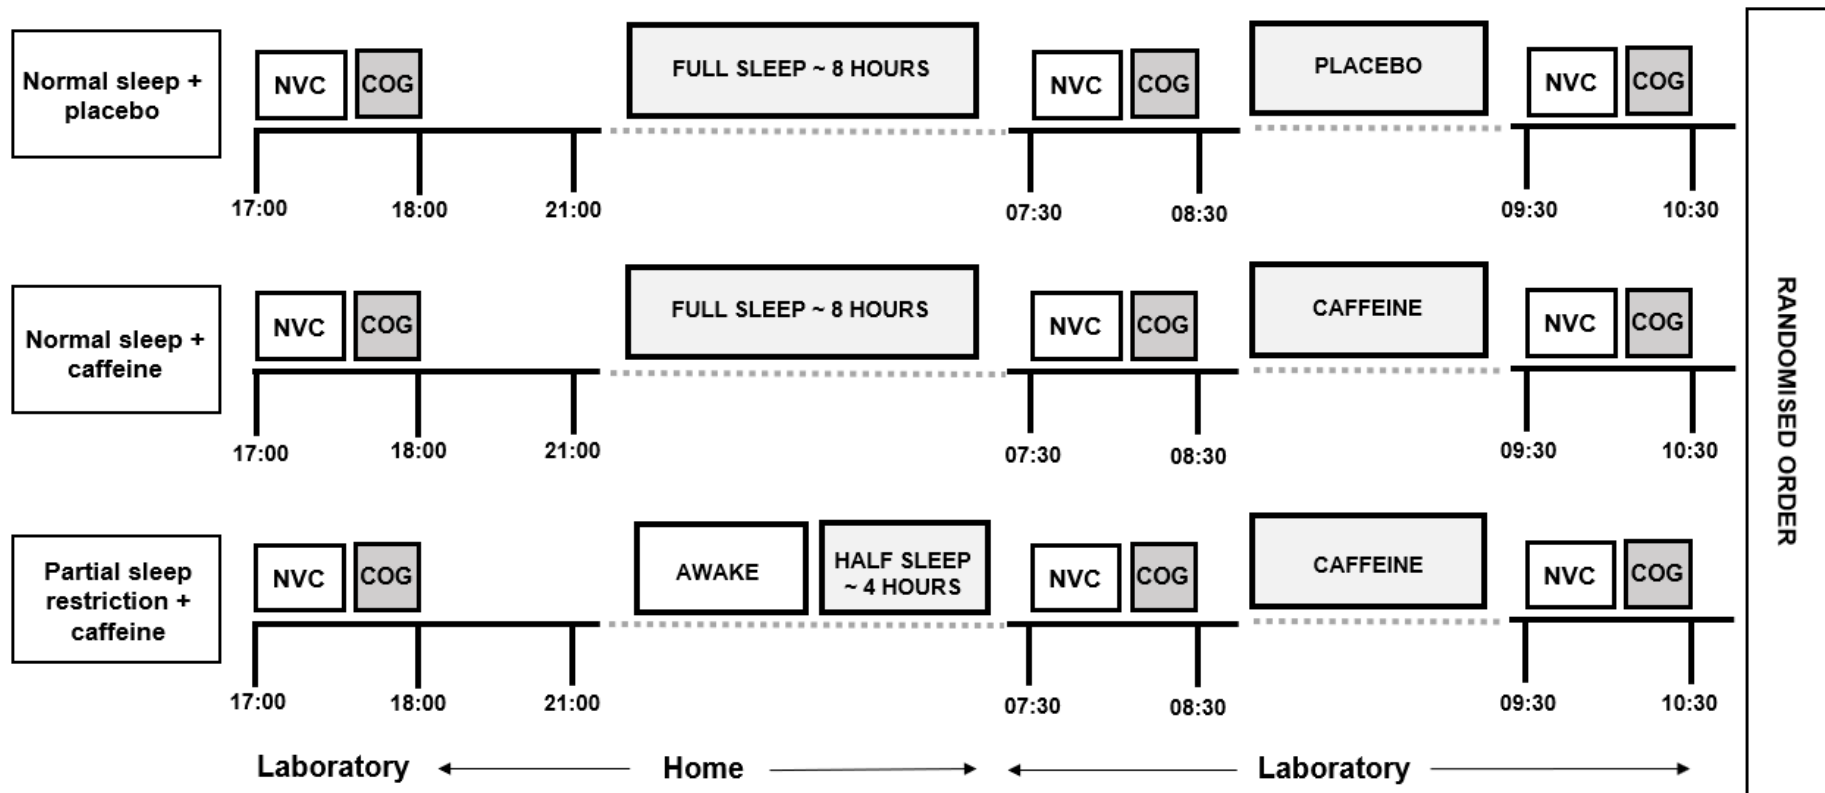 Normal sleep +
placebo
NVC
COG
FULL SLEEP ~ 8 HOURS
NVC
COG
PLACEBO
NVC
COG
17:00
18:00
21:00
07:30
08:30
09:30
10:30
Normal sleep +
caffeine
NVC
COG
FULL SLEEP ~ 8 HOURS
NVC
COG
CAFFEINE
NVC
COG
17:00
18:00
21:00
07:30
08:30
09:30
10:30
Partial sleep
restriction +
caffeine
NVC
COG
AWAKE
HALF SLEEP
~ 4 HOURS
NVC
COG
CAFFEINE
NVC
COG
17:00
18:00
21:00
07:30
08:30
09:30
10:30
Laboratory
Home
Laboratory
RANDOMISED ORDER